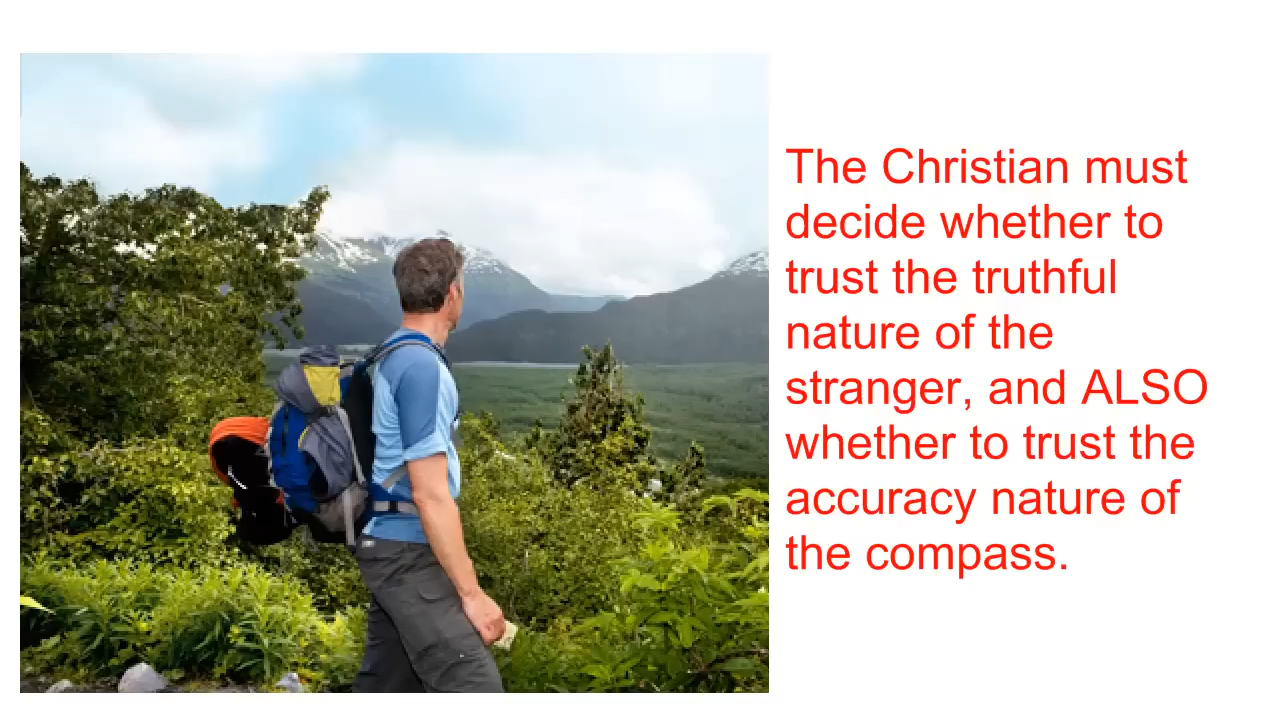 The Christian must
decide whether to
trust the truthful
nature of the
stranger, and ALSO
whether to trust the
accuracy nature of
the compass.